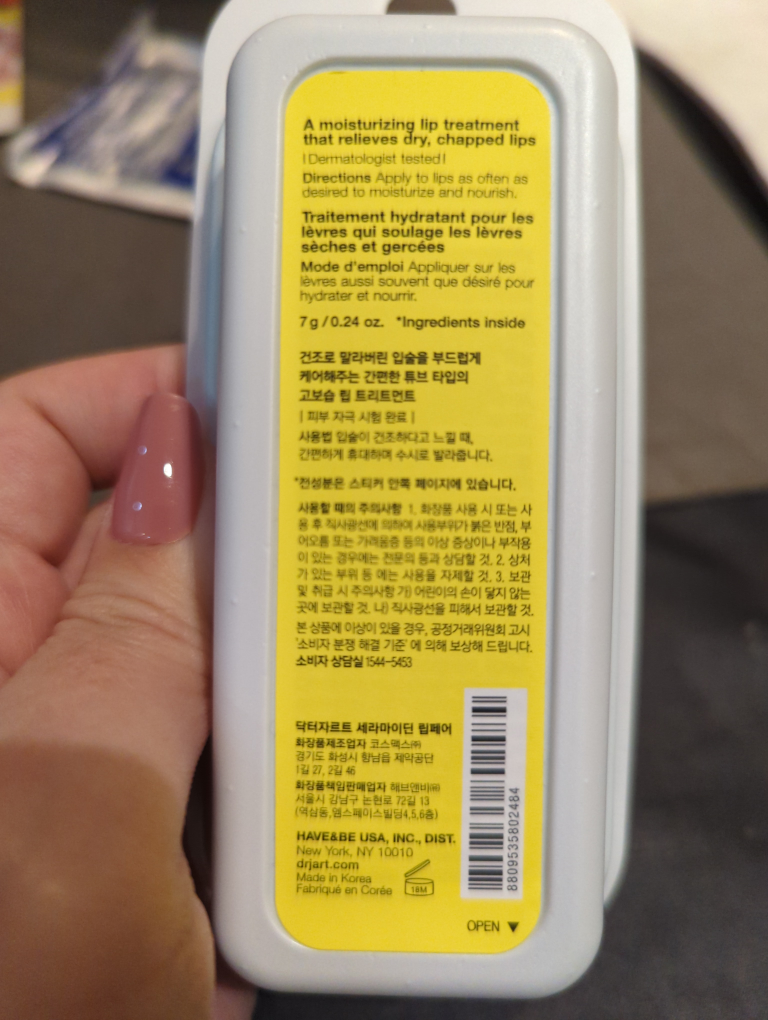 A moisturizing lip treatment
that relieves dry, chapped lips
| Dermatologist tested |
Directions Apply to lips as often as
desired to moisturize and nourish.
Traitement hydratant pour les
lèvres qui soulage les lèvres
sèches et gercées
Mode d'emploi Appliquer sur les
lèvres aussi souvent que désiré pour
hydrater et nourrir.
7 g / 0.24 oz. *Ingredients inside
건조로 말라버린 입술을 부드럽게
케어해주는 간편한 튜브 타입의
고보습 립 트리트먼트
| 피부 자극 시험 완료 |
사용법 입술이 건조하다고 느낄 때,
간편하게 휴대하며 수시로 발라줍니다.
*전성분은 스티커 안쪽 페이지에 있습니다.
사용할 때의 주의사항 1. 화장품 사용 시 또는 사
용 후 직사광선에 의하여 사용부위가 붉은 반점, 부
어오름 또는 가려움증 등의 이상 증상이나 부작용
이 있는 경우에는 전문의 등과 상담할 것. 2. 상처
가 있는 부위 등 에는 사용을 자제할 것. 3. 보관
및 취급 시 주의사항 가) 어린이의 손이 닿지 않는
곳에 보관할 것. 나) 직사광선을 피해서 보관할 것.
본 상품에 이상이 있을 경우, 공정거래위원회 고시
'소비자 분쟁 해결 기준' 에 의해 보상해 드립니다.
소비자 상담실 1544-5453
닥터자르트 세라마이딘 립페어
화장품제조업자 코스맥스㈜
경기도 화성시 향남읍 제약공단
1길 27, 2길 46
화장품책임판매업자 해브앤비㈜
서울시 강남구 논현로 72길 13
(역삼동,엠스페이스빌딩4,5,6층)
HAVE&BE USA, INC., DIST.
New York, NY 10010
drjart.com
Made in Korea
Fabriqué en Corée
18M
8809535802484
OPEN ▼